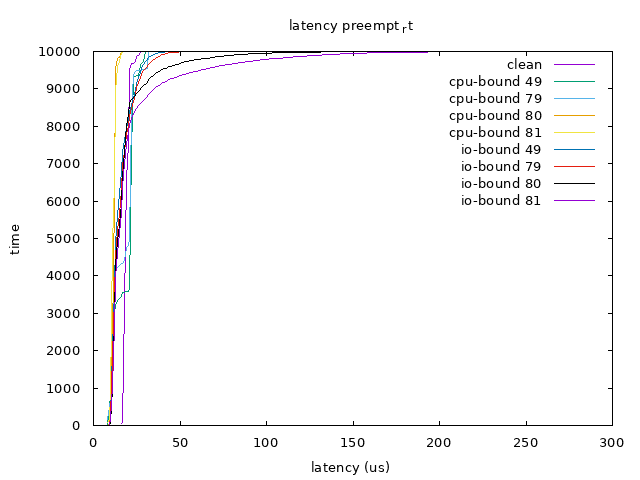 latency preempt rt
10000
9000
8000
7000
6000
5000
4000
3000
2000
1000
0
time
clean
cpu-bound 49
cpu-bound 79
cpu-bound 80
cpu-bound 81
io-bound 49
io-bound 79
io-bound 80
io-bound 81
0 50 100 150 200 250 300
latency (us)